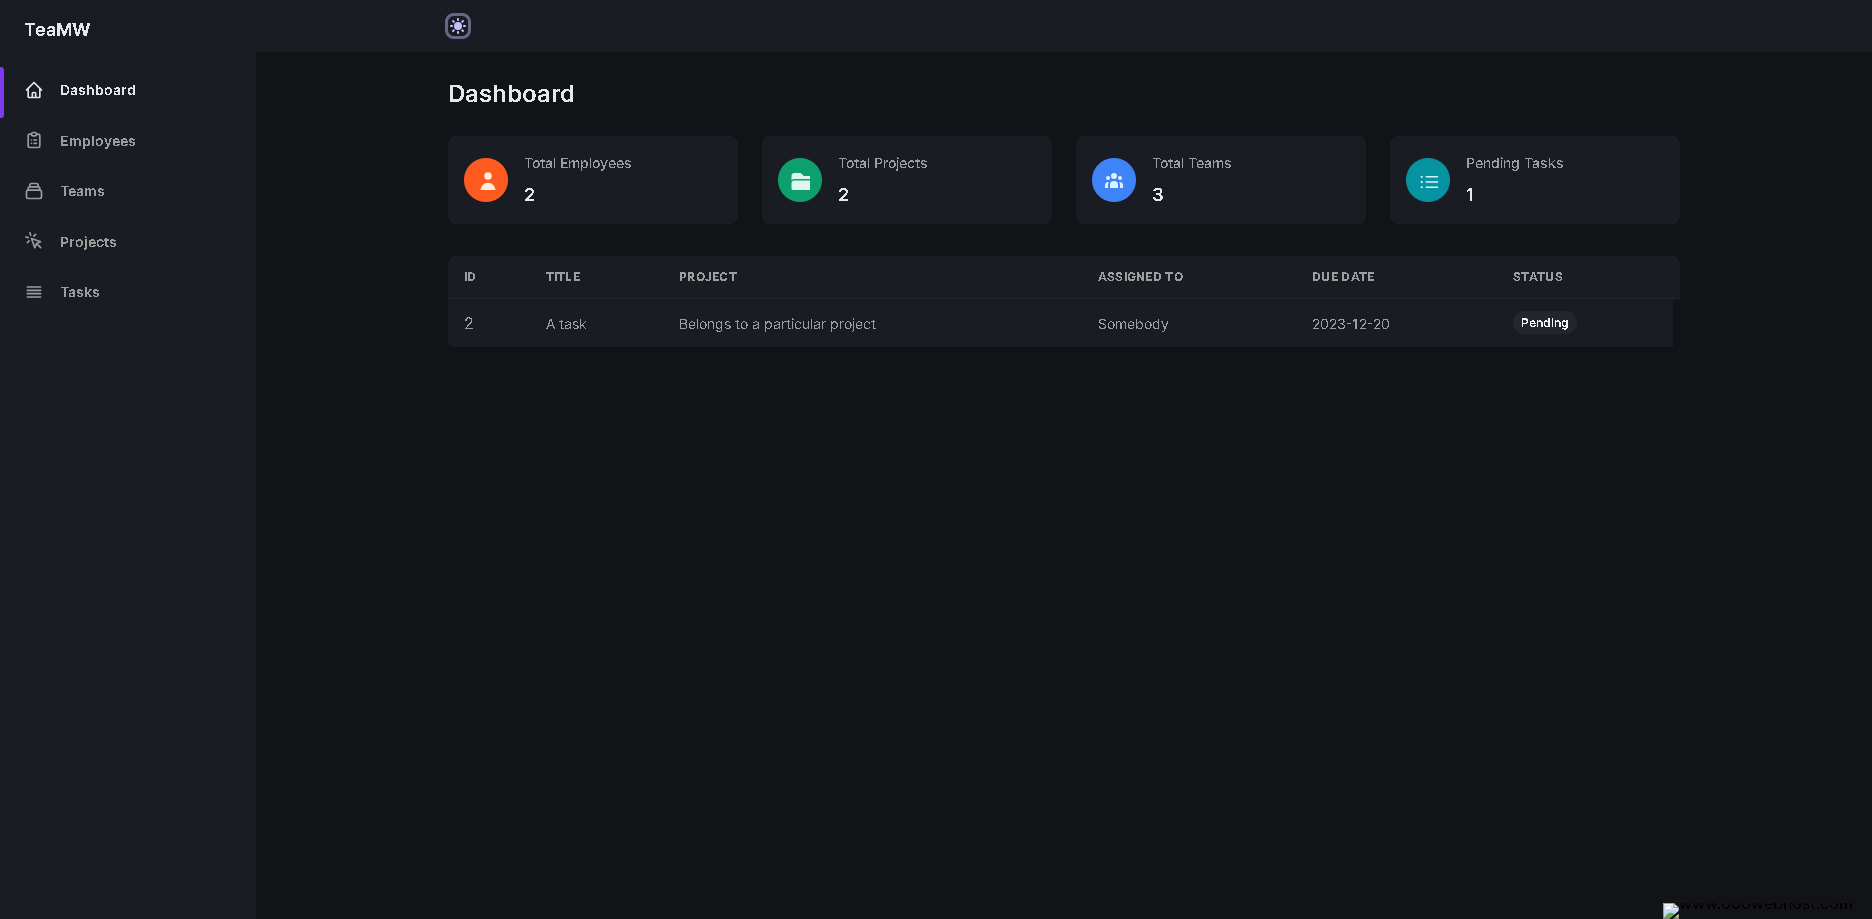 TeaMW
Dashboard
Employees
Teams
Projects
Tasks
Dashboard
Total Employees
2
Total Projects
2
Total Teams
3
Pending Tasks
1
ID TITLE PROJECT ASSIGNED TO DUE DATE STATUS
2 A task Belongs to a particular project Somebody 2023-12-20 Pending
www.000webhost.com